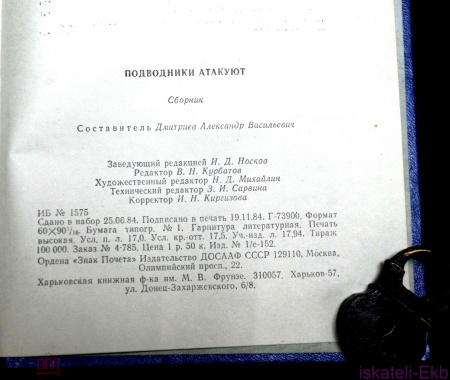 ПОДВОДНИКИ АТАКУЮТ
Сборник
Составитель Дмитриев Александр Васильевич
Заведующий редакцией И. Д. Носков
Редактор В. Н. Курбатов
Художественный редактор Н. Д. Михайлин
Технический редактор З. И. Сарвина
Корректор И. Н. Киргизова
ИБ № 1575
Сдано в набор 25.06.84. Подписано в печать 19.11.84. Г-73900. Формат
60×90¹/₁₆. Бумага типогр. № 1. Гарнитура литературная. Печать
высокая. Усл. п. л. 17,0. Усл. кр.-отт. 17,5. Уч.-изд. л. 17,94. Тираж
100 000. Заказ № 4-785. Цена 1 р. 50 к. Изд. № 1/с-152.
Ордена «Знак Почета» Издательство ДОСААФ СССР 129110, Москва,
Олимпийский просп., 22.
Харьковская книжная ф-ка им. М. В. Фрунзе. 310057, Харьков-57,
ул. Донец-Захаржевского, 6/8.
iskateli-Ekb